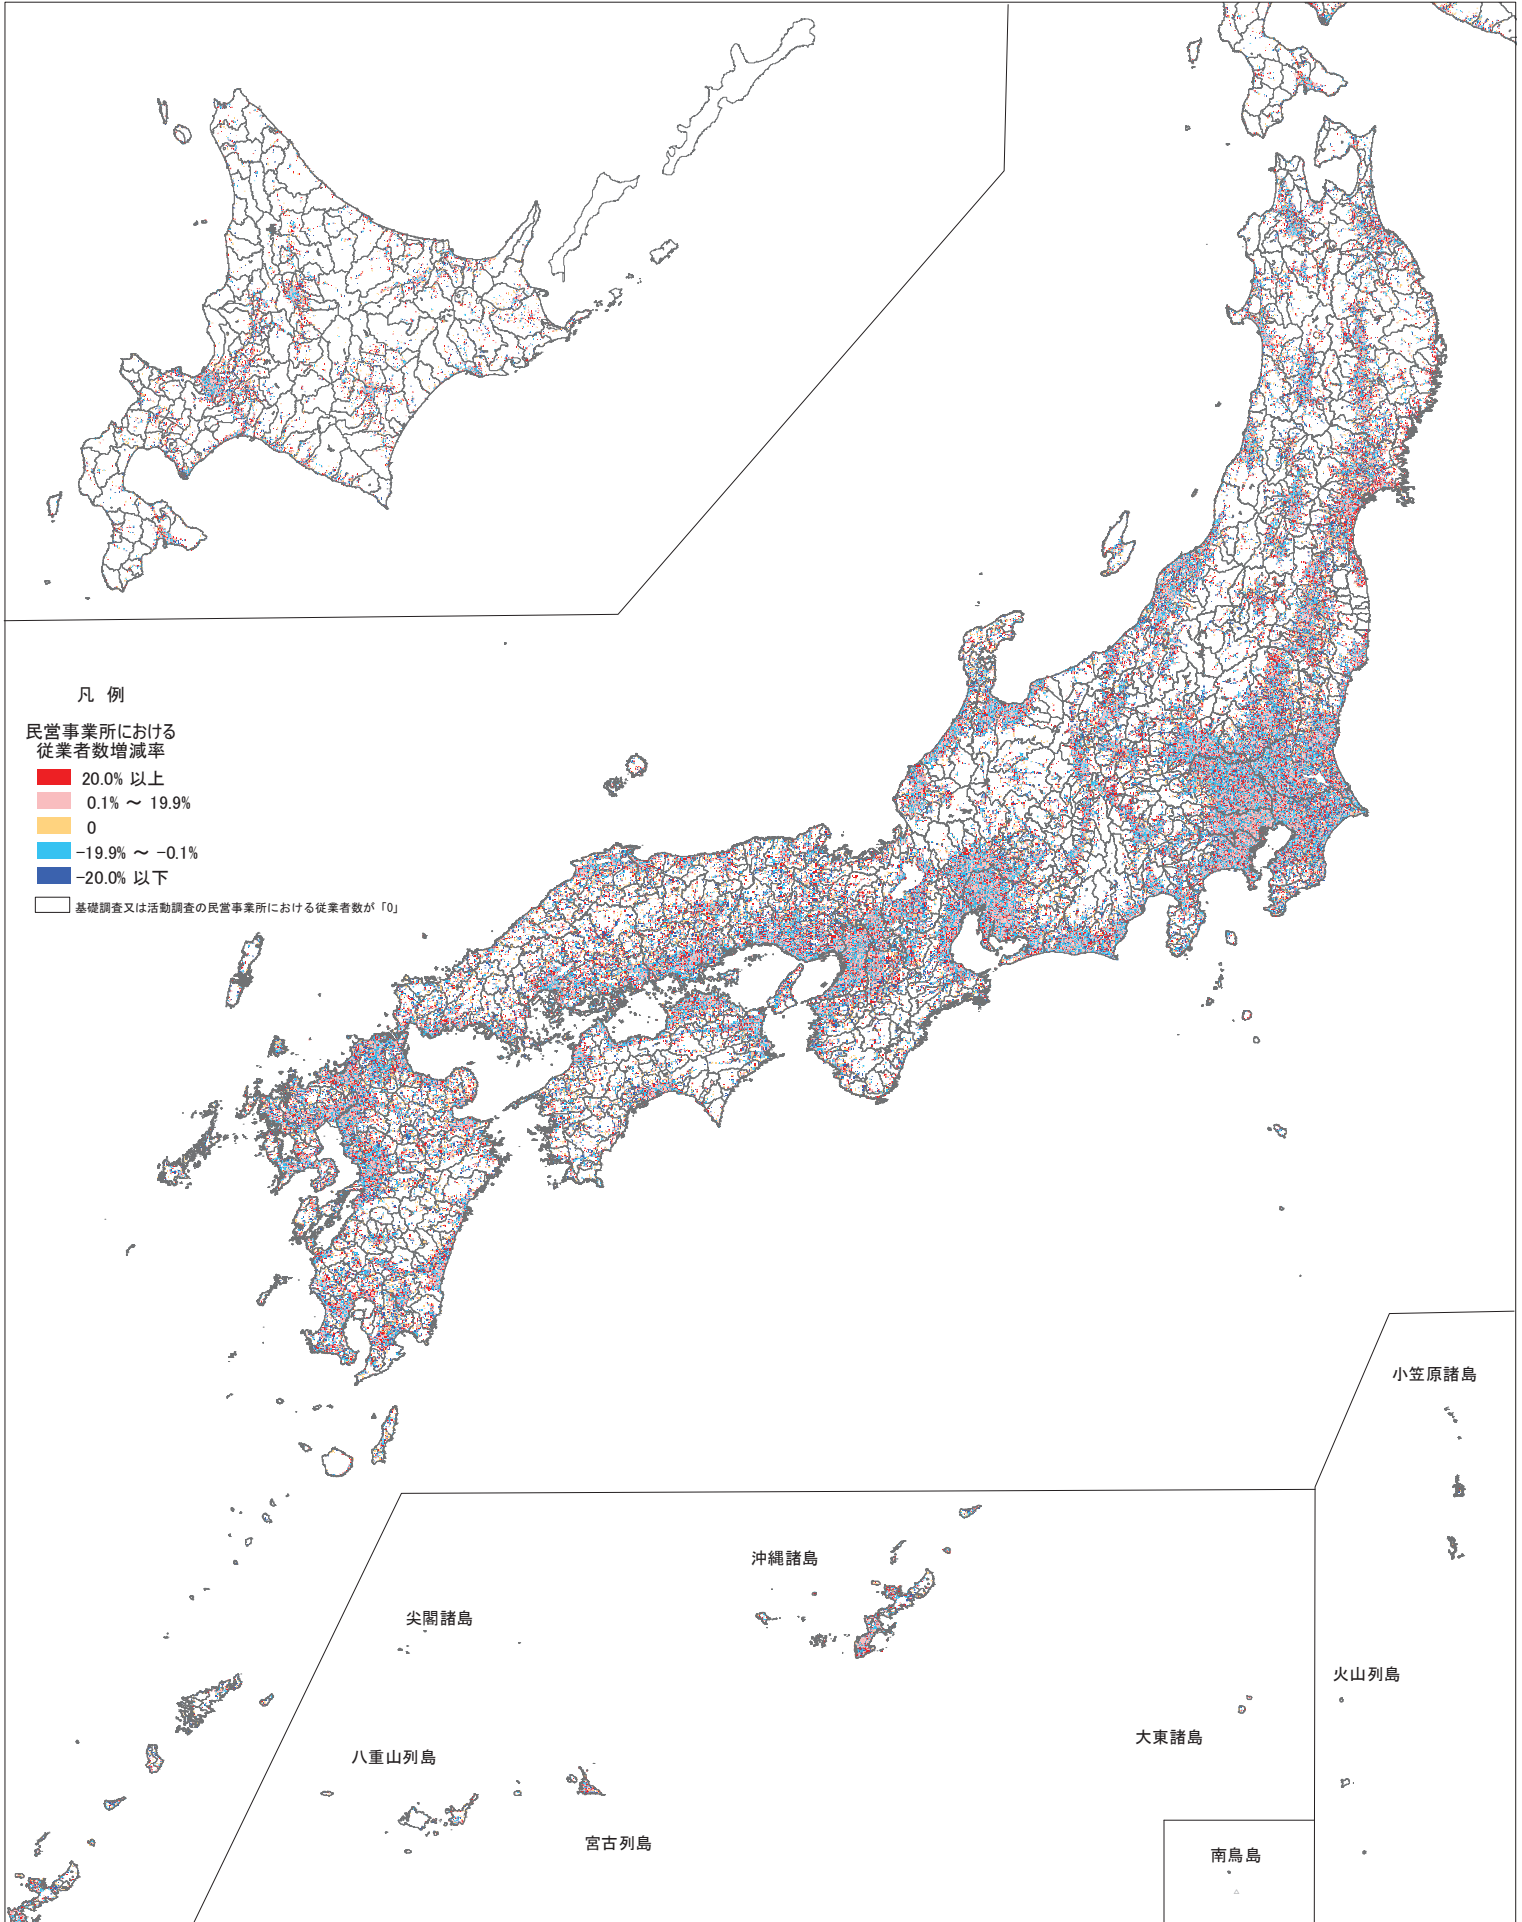 凡 例
民営事業所における
従業者数増減率
20.0% 以上
0.1% ～ 19.9%
0
-19.9% ～ -0.1%
-20.0% 以下
基礎調査又は活動調査の民営事業所における従業者数が「0」
小笠原諸島
沖縄諸島
尖閣諸島
火山列島
大東諸島
八重山列島
宮古列島
南鳥島